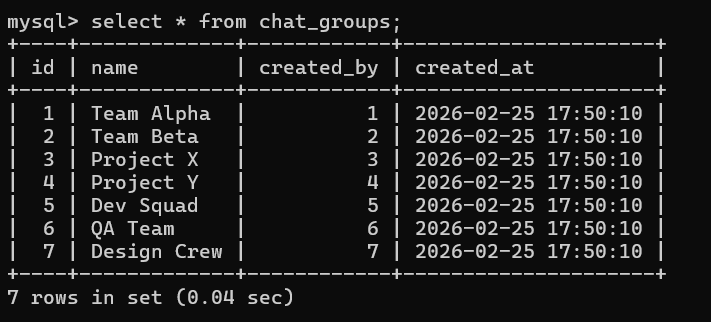 mysql> select * from chat_groups;
+----+-------------+------------+---------------------+
| id | name        | created_by | created_at          |
+----+-------------+------------+---------------------+
|  1 | Team Alpha  |          1 | 2026-02-25 17:50:10 |
|  2 | Team Beta   |          2 | 2026-02-25 17:50:10 |
|  3 | Project X   |          3 | 2026-02-25 17:50:10 |
|  4 | Project Y   |          4 | 2026-02-25 17:50:10 |
|  5 | Dev Squad   |          5 | 2026-02-25 17:50:10 |
|  6 | QA Team     |          6 | 2026-02-25 17:50:10 |
|  7 | Design Crew |          7 | 2026-02-25 17:50:10 |
+----+-------------+------------+---------------------+
7 rows in set (0.04 sec)